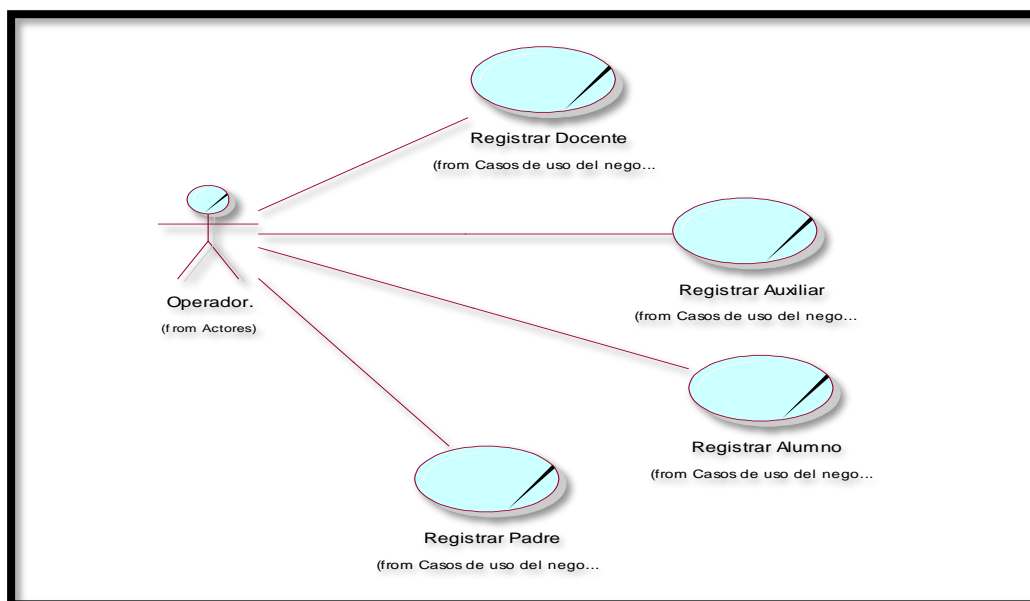 Registrar Docente
(from Casos de uso del nego...
Operador.
(from Actores)
Registrar Auxiliar
(from Casos de uso del nego...
Registrar Alumno
(from Casos de uso del nego...
Registrar Padre
(from Casos de uso del nego...